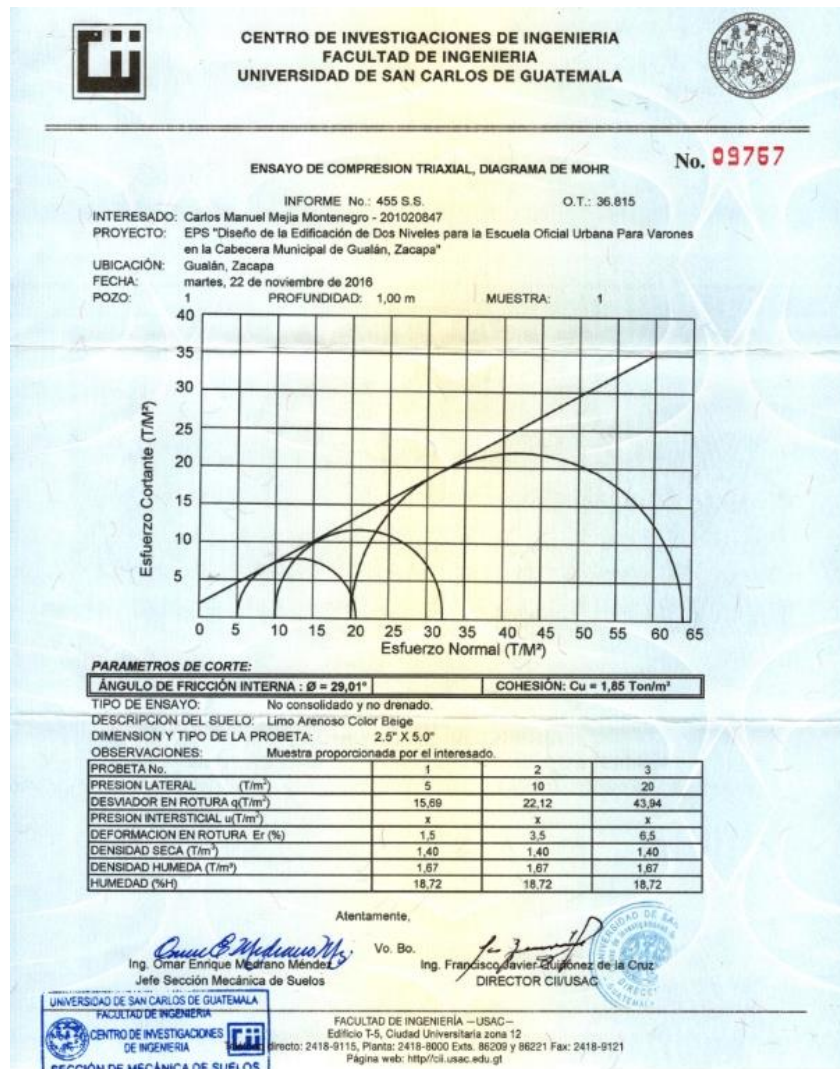 CENTRO DE INVESTIGACIONES DE INGENIERIA
FACULTAD DE INGENIERIA
UNIVERSIDAD DE SAN CARLOS DE GUATEMALA
No. 09767
ENSAYO DE COMPRESION TRIAXIAL, DIAGRAMA DE MOHR
INFORME No.: 455 S.S. O.T.: 36.815
INTERESADO: Carlos Manuel Mejia Montenegro - 201020847
PROYECTO: EPS "Diseño de la Edificación de Dos Niveles para la Escuela Oficial Urbana Para Varones
en la Cabecera Municipal de Gualán, Zacapa"
UBICACIÓN: Gualán, Zacapa
FECHA: martes, 22 de noviembre de 2016
POZO: 1 PROFUNDIDAD: 1,00 m MUESTRA: 1
40
35
30
25
20
15
10
5
Esfuerzo Cortante (T/M²)
0 5 10 15 20 25 30 35 40 45 50 55 60 65
Esfuerzo Normal (T/M²)
PARAMETROS DE CORTE:
ÁNGULO DE FRICCIÓN INTERNA : Ø = 29,01° COHESIÓN: Cu = 1,85 Ton/m²
TIPO DE ENSAYO: No consolidado y no drenado.
DESCRIPCION DEL SUELO: Limo Arenoso Color Beige
DIMENSION Y TIPO DE LA PROBETA: 2.5" X 5.0"
OBSERVACIONES: Muestra proporcionada por el interesado.
PROBETA No. 1 2 3
PRESION LATERAL (T/m²) 5 10 20
DESVIADOR EN ROTURA q(T/m²) 15,69 22,12 43,94
PRESION INTERSTICIAL u(T/m²) x x x
DEFORMACION EN ROTURA Er (%) 1,5 3,5 6,5
DENSIDAD SECA (T/m³) 1,40 1,40 1,40
DENSIDAD HUMEDA (T/m³) 1,67 1,67 1,67
HUMEDAD (%H) 18,72 18,72 18,72
Atentamente,
Vo. Bo.
Ing. Omar Enrique Medrano Méndez Ing. Francisco Javier Quiñonez de la Cruz
Jefe Sección Mecánica de Suelos DIRECTOR CII/USAC
UNIVERSIDAD DE SAN CARLOS DE GUATEMALA
FACULTAD DE INGENIERIA
CENTRO DE INVESTIGACIONES
DE INGENIERIA
SECCIÓN DE MECÁNICA DE SUELOS
FACULTAD DE INGENIERÍA —USAC—
Edificio T-5, Ciudad Universitaria zona 12
directo: 2418-9115, Planta: 2418-8000 Exts. 86209 y 86221 Fax: 2418-9121
Página web: http//cii.usac.edu.gt